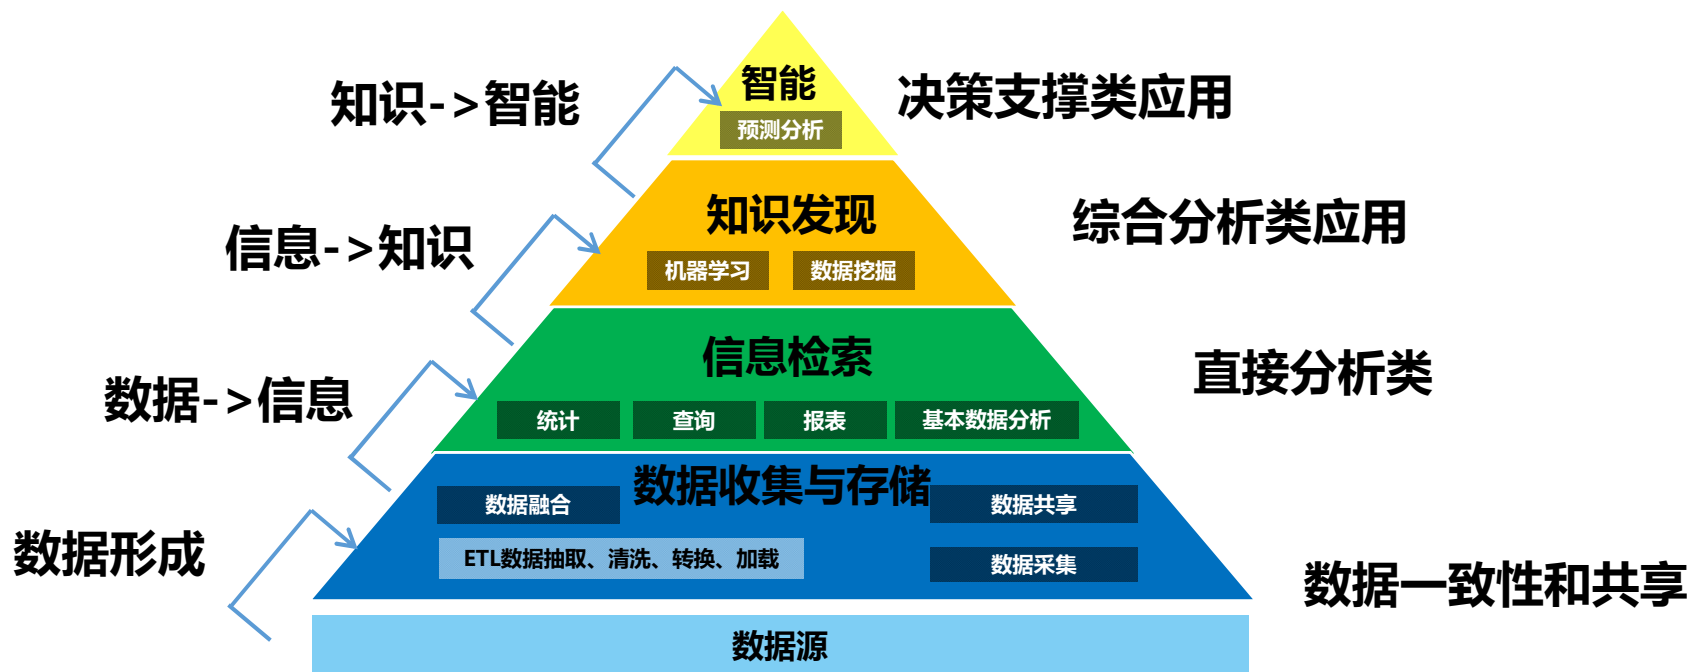 智能
知识->智能
决策支撑类应用
预测分析
知识发现
信息->知识
综合分析类应用
机器学习
数据挖掘
信息检索
数据->信息
直接分析类
统计
查询
报表
基本数据分析
数据收集与存储
数据融合
数据共享
数据形成
ETL数据抽取、清洗、转换、加载
数据采集
数据一致性和共享
数据源